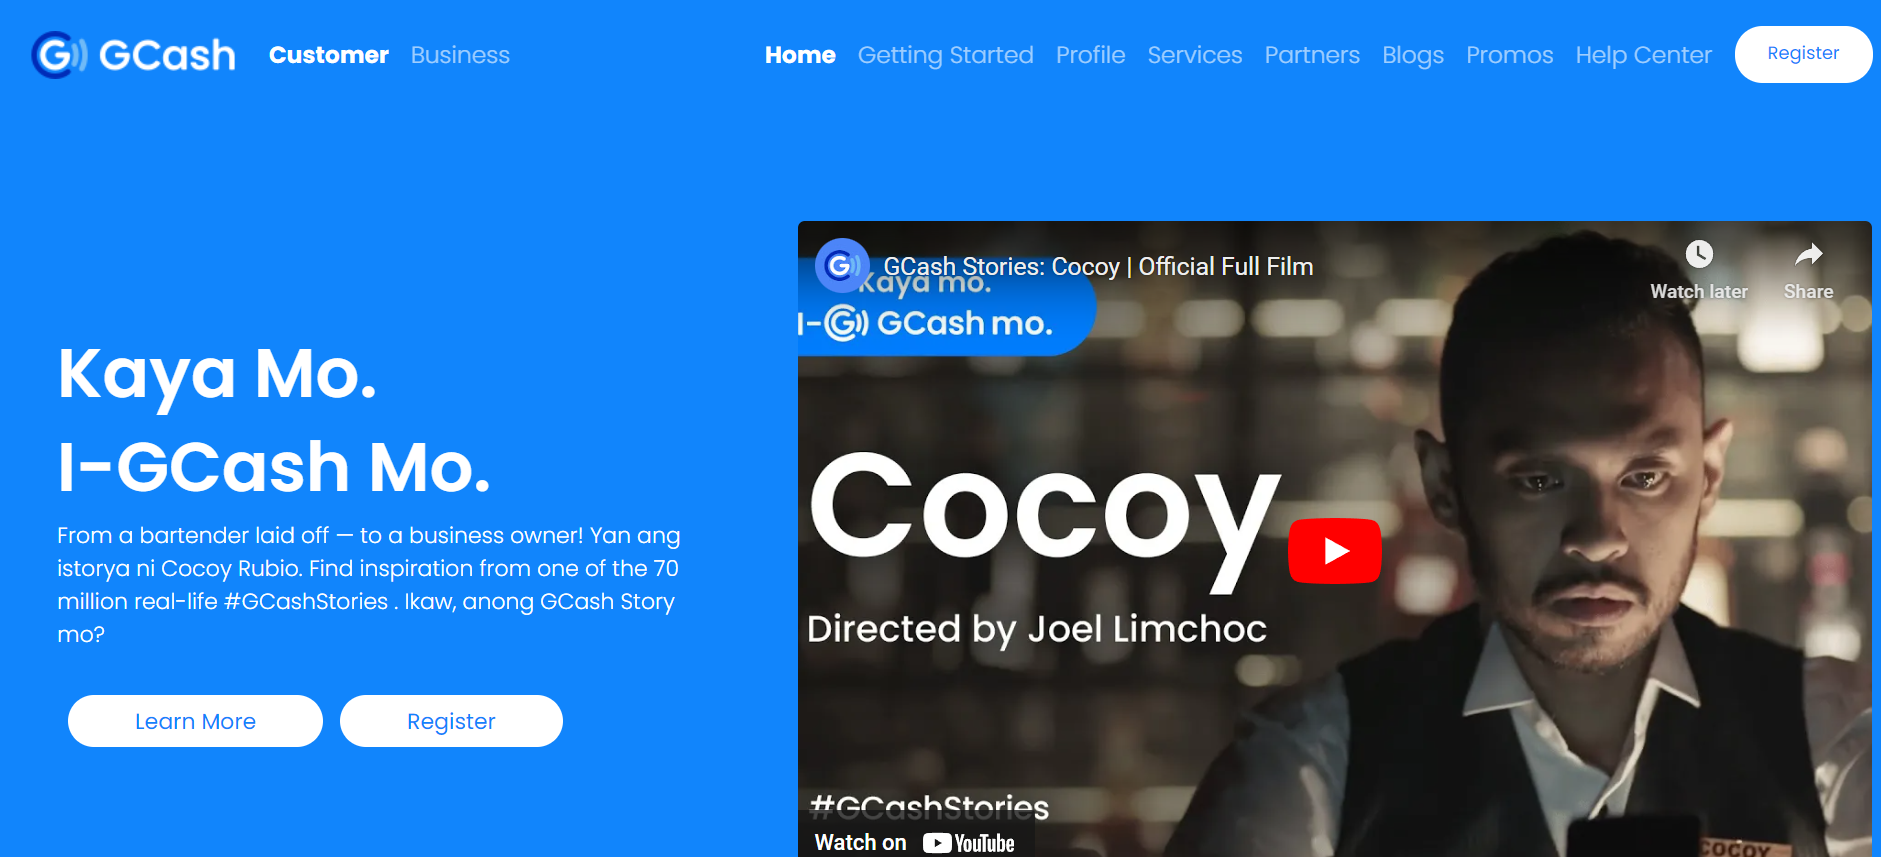 GCash Customer Business Home Getting Started Profile Services Partners Blogs Promos Help Center Register
Kaya Mo.
I-GCash Mo.
From a bartender laid off — to a business owner! Yan ang
istorya ni Cocoy Rubio. Find inspiration from one of the 70
million real-life #GCashStories . Ikaw, anong GCash Story
mo?
Learn More Register
GCash Stories: Cocoy | Official Full Film
Watch later Share
Kaya mo.
I-GCash mo.
Cocoy
Directed by Joel Limchoc
#GCashStories
Watch on YouTube
COCOY